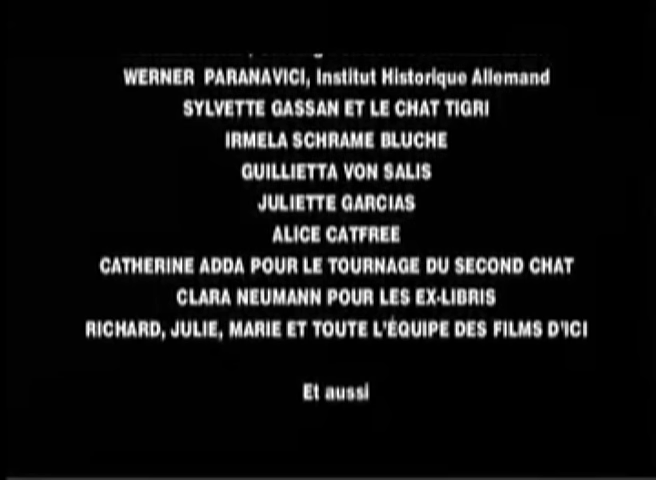 WERNER PARANAVICI, Institut Historique Allemand
SYLVETTE GASSAN ET LE CHAT TIGRI
IRMELA SCHRAME BLUCHE
GUILLIETTA VON SALIS
JULIETTE GARCIAS
ALICE CATFREE
CATHERINE ADDA POUR LE TOURNAGE DU SECOND CHAT
CLARA NEUMANN POUR LES EX-LIBRIS
RICHARD, JULIE, MARIE ET TOUTE L'ÉQUIPE DES FILMS D'ICI
Et aussi